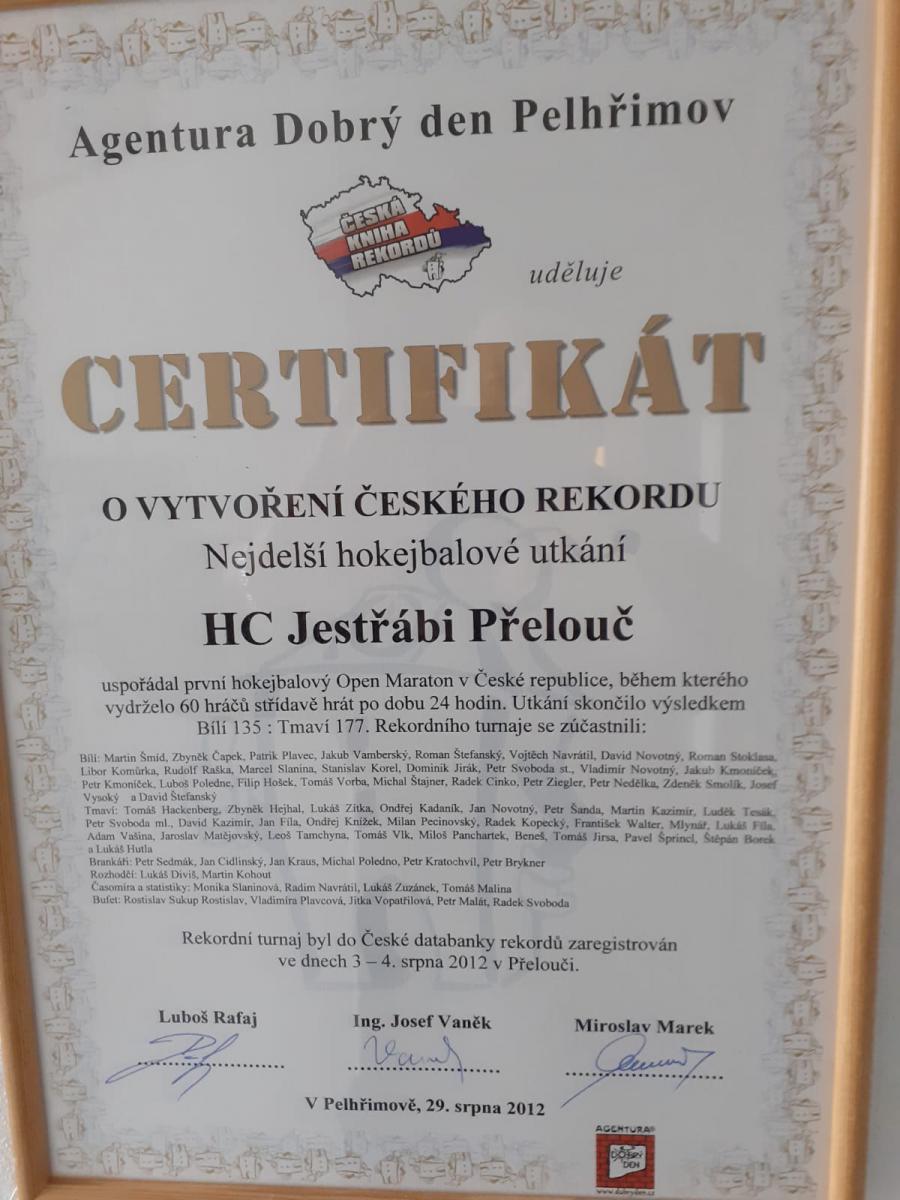 Agentura Dobrý den Pelhřimov
ČESKÁ
KNIHA
REKORDŮ
uděluje
CERTIFIKÁT
O VYTVOŘENÍ ČESKÉHO REKORDU
Nejdelší hokejbalové utkání
HC Jestřábi Přelouč
uspořádal první hokejbalový Open Maraton v České republice, během kterého
vydrželo 60 hráčů střídavě hrát po dobu 24 hodin. Utkání skončilo výsledkem
Bílí 135 : Tmaví 177. Rekordního turnaje se zúčastnili:
Bílí: Martin Šmíd, Zbyněk Čapek, Patrik Plavec, Jakub Vamberský, Roman Štefanský, Vojtěch Navrátil, David Novotný, Roman Stoklasa,
Libor Komůrka, Rudolf Raška, Marcel Slanina, Stanislav Korel, Dominik Jirák, Petr Svoboda st., Vladimír Novotný, Jakub Kmoníček,
Petr Kmoníček, Luboš Poledne, Filip Hošek, Tomáš Vorba, Michal Štajner, Radek Cinko, Petr Ziegler, Petr Nedělka, Zdeněk Smolík, Josef
Vysoký a David Štefanský
Tmaví: Tomáš Hackenberg, Zbyněk Hejhal, Lukáš Zitka, Ondřej Kadaník, Jan Novotný, Petr Šanda, Martin Kazimír, Luděk Tesák,
Petr Svoboda ml., David Kazimír, Jan Fíla, Ondřej Knížek, Milan Pecinovský, Radek Kopecký, František Walter, Mlynář, Lukáš Fíla,
Adam Vašina, Jaroslav Matějovský, Leoš Tamchyna, Tomáš Vlk, Miloš Panchartek, Beneš, Tomáš Jirsa, Pavel Šprincl, Štěpán Borek
a Lukáš Hutla
Brankáři: Petr Sedmák, Jan Cidlinský, Jan Kraus, Michal Poledno, Petr Kratochvíl, Petr Brykner
Rozhodčí: Lukáš Diviš, Martin Kohout
Časomíra a statistiky: Monika Slaninová, Radim Navrátil, Lukáš Zuzánek, Tomáš Malina
Bufet: Rostislav Sukup Rostislav, Vladimíra Plavcová, Jitka Vopatřilová, Petr Malát, Radek Svoboda
Rekordní turnaj byl do České databanky rekordů zaregistrován
ve dnech 3 – 4. srpna 2012 v Přelouči.
Luboš Rafaj
Ing. Josef Vaněk
Miroslav Marek
V Pelhřimově, 29. srpna 2012
AGENTURA®
DOBRÝ
DEN
www.dobryden.cz